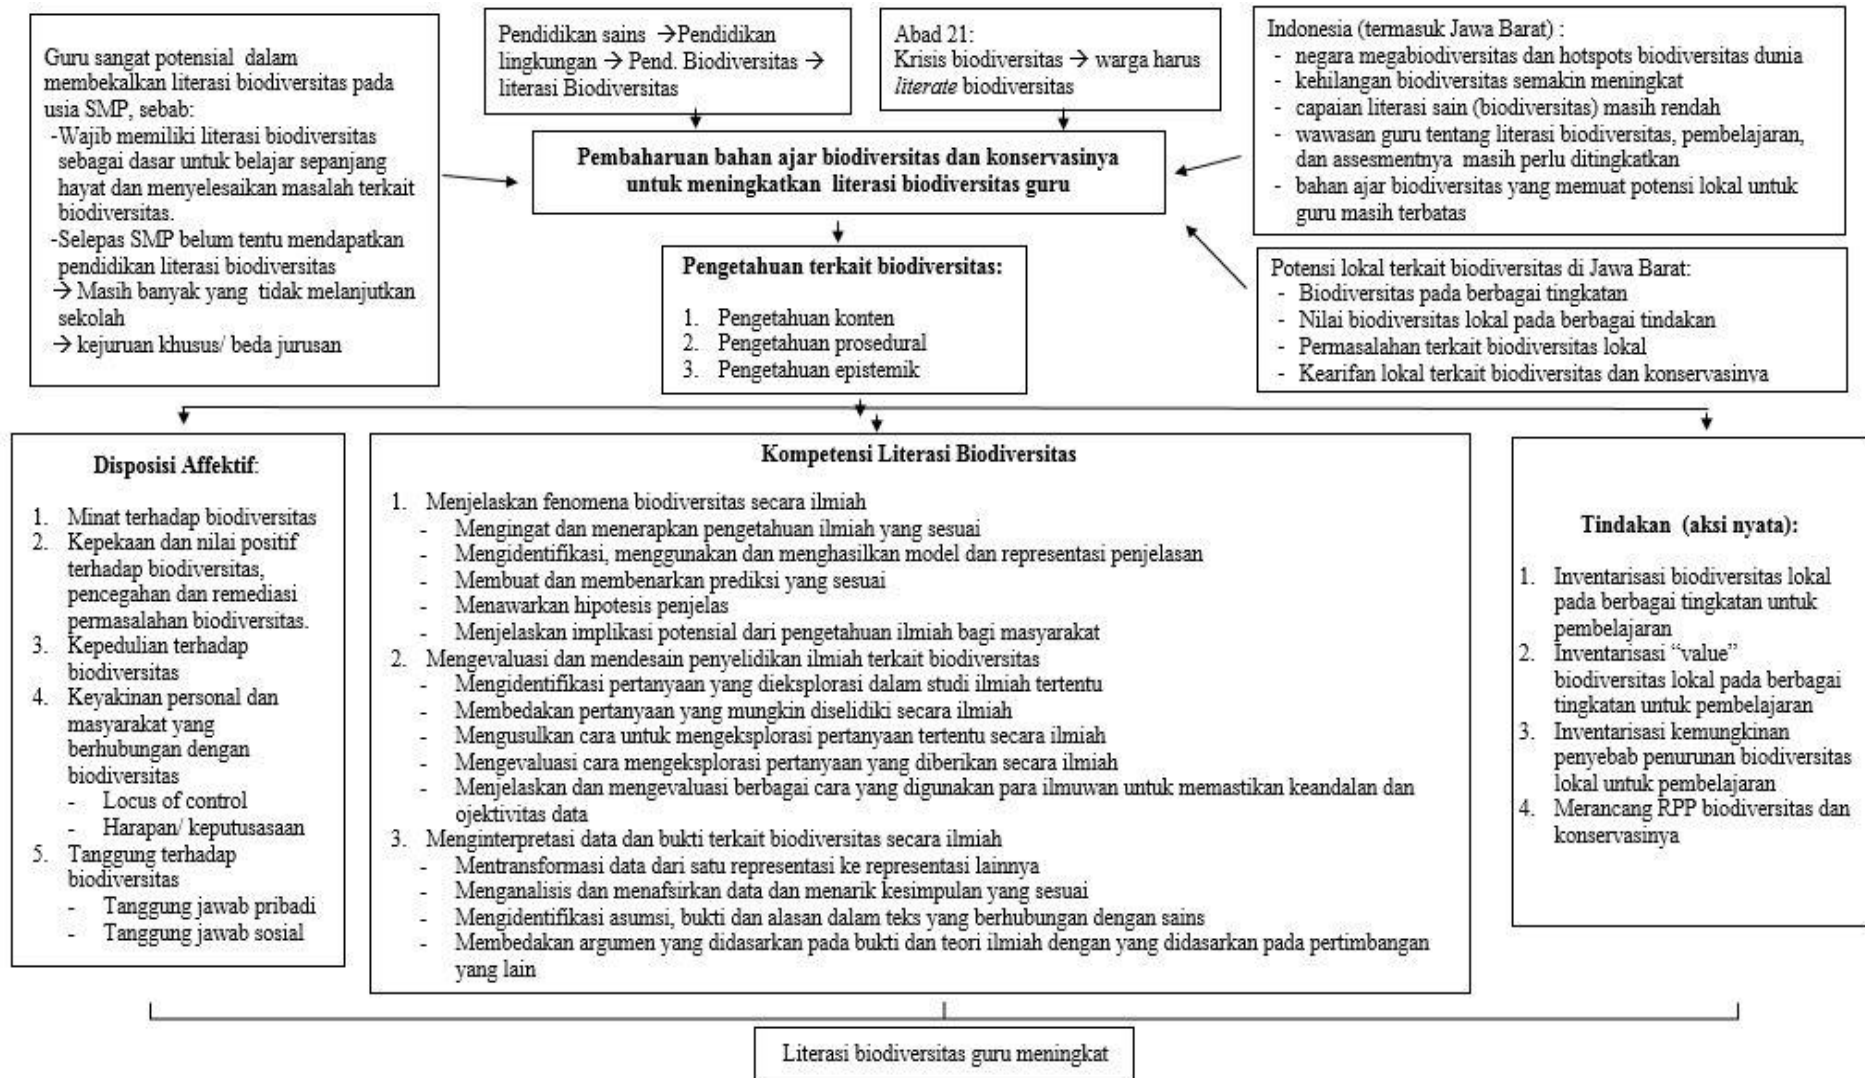 Guru sangat potensial dalam
membekalkan literasi biodiversitas pada
usia SMP, sebab:
-Wajib memiliki literasi biodiversitas
sebagai dasar untuk belajar sepanjang
hayat dan menyelesaikan masalah terkait
biodiversitas.
-Selepas SMP belum tentu mendapatkan
pendidikan literasi biodiversitas
→ Masih banyak yang tidak melanjutkan
sekolah
→ kejuruan khusus/ beda jurusan
Pendidikan sains →Pendidikan
lingkungan → Pend. Biodiversitas →
literasi Biodiversitas
Abad 21:
Krisis biodiversitas → warga harus
literate biodiversitas
Indonesia (termasuk Jawa Barat) :
- negara megabiodiversitas dan hotspots biodiversitas dunia
- kehilangan biodiversitas semakin meningkat
- capaian literasi sain (biodiversitas) masih rendah
- wawasan guru tentang literasi biodiversitas, pembelajaran,
dan assesmentnya masih perlu ditingkatkan
- bahan ajar biodiversitas yang memuat potensi lokal untuk
guru masih terbatas
Pembaharuan bahan ajar biodiversitas dan konservasinya
untuk meningkatkan literasi biodiversitas guru
Potensi lokal terkait biodiversitas di Jawa Barat:
- Biodiversitas pada berbagai tingkatan
- Nilai biodiversitas lokal pada berbagai tindakan
- Permasalahan terkait biodiversitas lokal
- Kearifan lokal terkait biodiversitas dan konservasinya
Pengetahuan terkait biodiversitas:
1. Pengetahuan konten
2. Pengetahuan prosedural
3. Pengetahuan epistemik
Disposisi Affektif:
1. Minat terhadap biodiversitas
2. Kepekaan dan nilai positif
terhadap biodiversitas,
pencegahan dan remediasi
permasalahan biodiversitas.
3. Kepedulian terhadap
biodiversitas
4. Keyakinan personal dan
masyarakat yang
berhubungan dengan
biodiversitas
- Locus of control
- Harapan/ keputusasaan
5. Tanggung terhadap
biodiversitas
- Tanggung jawab pribadi
- Tanggung jawab sosial
Kompetensi Literasi Biodiversitas
1. Menjelaskan fenomena biodiversitas secara ilmiah
- Mengingat dan menerapkan pengetahuan ilmiah yang sesuai
- Mengidentifikasi, menggunakan dan menghasilkan model dan representasi penjelasan
- Membuat dan membenarkan prediksi yang sesuai
- Menawarkan hipotesis penjelas
- Menjelaskan implikasi potensial dari pengetahuan ilmiah bagi masyarakat
2. Mengevaluasi dan mendesain penyelidikan ilmiah terkait biodiversitas
- Mengidentifikasi pertanyaan yang dieksplorasi dalam studi ilmiah tertentu
- Membedakan pertanyaan yang mungkin diselidiki secara ilmiah
- Mengusulkan cara untuk mengeksplorasi pertanyaan tertentu secara ilmiah
- Mengevaluasi cara mengeksplorasi pertanyaan yang diberikan secara ilmiah
- Menjelaskan dan mengevaluasi berbagai cara yang digunakan para ilmuwan untuk memastikan keandalan dan
ojektivitas data
3. Menginterpretasi data dan bukti terkait biodiversitas secara ilmiah
- Mentransformasi data dari satu representasi ke representasi lainnya
- Menganalisis dan menafsirkan data dan menarik kesimpulan yang sesuai
- Mengidentifikasi asumsi, bukti dan alasan dalam teks yang berhubungan dengan sains
- Membedakan argumen yang didasarkan pada bukti dan teori ilmiah dengan yang didasarkan pada pertimbangan
yang lain
Tindakan (aksi nyata):
1. Inventarisasi biodiversitas lokal
pada berbagai tingkatan untuk
pembelajaran
2. Inventarisasi “value”
biodiversitas lokal pada berbagai
tingkatan untuk pembelajaran
3. Inventarisasi kemungkinan
penyebab penurunan biodiversitas
lokal untuk pembelajaran
4. Merancang RPP biodiversitas dan
konservasinya
Literasi biodiversitas guru meningkat